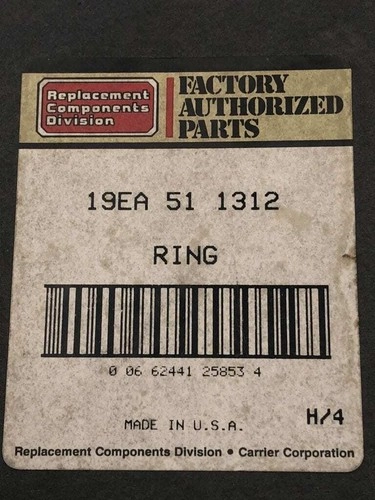 Replacement
Components
Division
FACTORY
AUTHORIZED
PARTS
19EA 51 1312
RING
0 06 62441 25853 4
H/4
MADE IN U.S.A.
Replacement Components Division • Carrier Corporation